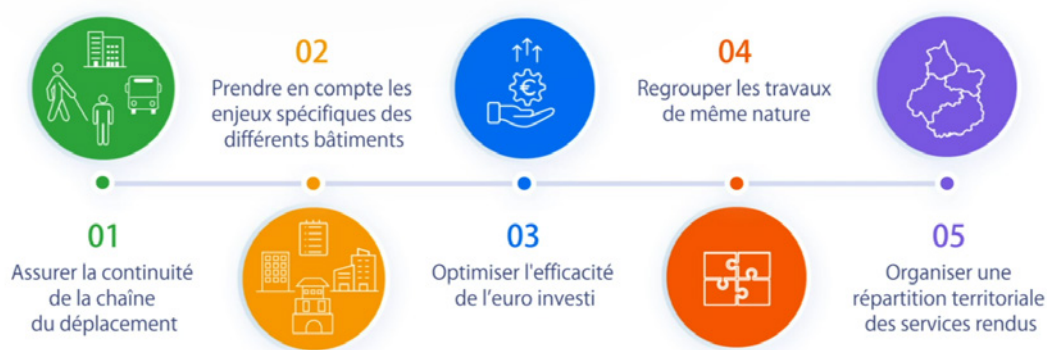 01
Assurer la continuité
de la chaîne
du déplacement
02
Prendre en compte les
enjeux spécifiques des
différents bâtiments
03
Optimiser l'efficacité
de l'euro investi
04
Regrouper les travaux
de même nature
05
Organiser une
répartition territoriale
des services rendus
€